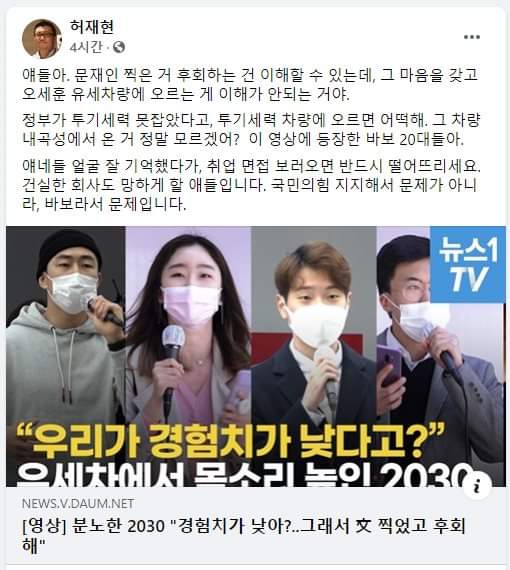 허재현
4시간 ·
얘들아. 문재인 찍은 거 후회하는 건 이해할 수 있는데, 그 마음을 갖고
오세훈 유세차량에 오르는 게 이해가 안되는 거야.
정부가 투기세력 못잡았다고, 투기세력 차량에 오르면 어떡해. 그 차량
내곡성에서 온 거 정말 모르겠어? 이 영상에 등장한 바보 20대들아.
얘네들 얼굴 잘 기억했다가, 취업 면접 보러오면 반드시 떨어뜨리세요.
건실한 회사도 망하게 할 애들입니다. 국민의힘 지지해서 문제가 아니
라, 바보라서 문제입니다.
뉴스1
TV
“우리가 경험치가 낮다고?”
유세차에서 목소리 높인 2030
NEWS.V.DAUM.NET
[영상] 분노한 2030 "경험치가 낮아?..그래서 文 찍었고 후회
해"